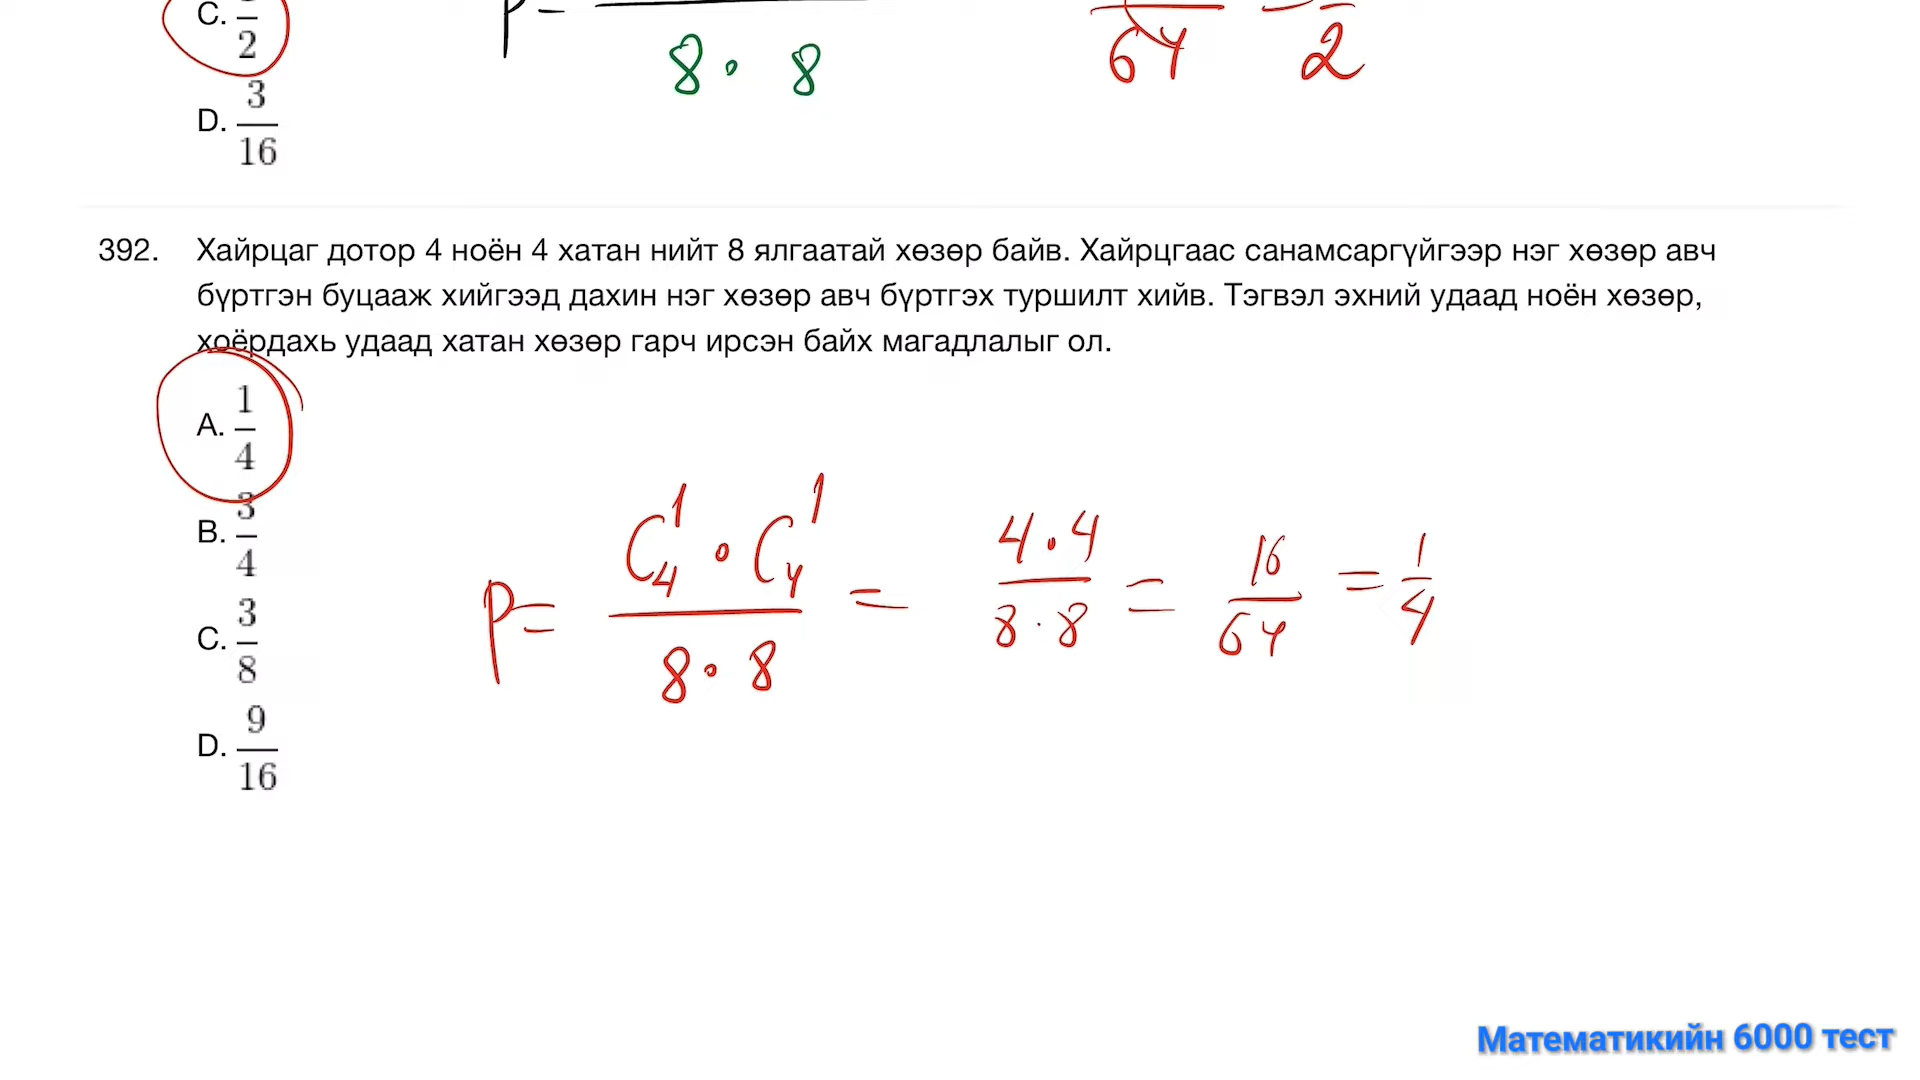 C. 1/2
P = 8 · 8 64 = 2
D. 3/16
392. Хайрцаг дотор 4 ноён 4 хатан нийт 8 ялгаатай хөзөр байв. Хайрцгаас санамсаргүйгээр нэг хөзөр авч
бүртгэн буцааж хийгээд дахин нэг хөзөр авч бүртгэх туршилт хийв. Тэгвэл эхний удаад ноён хөзөр,
хоёрдахь удаад хатан хөзөр гарч ирсэн байх магадлалыг ол.
A. 1/4
B. 3/4
C. 3/8
D. 9/16
P = C₄¹ · C₄¹ / 8 · 8 = 4 · 4 / 8 · 8 = 16/64 = 1/4
Математикийн 6000 тест